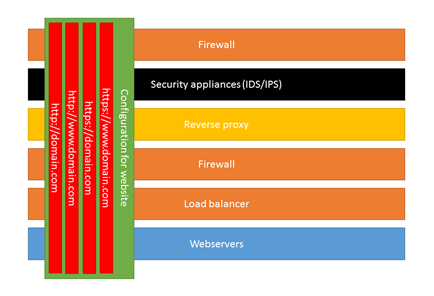 Firewall
Security appliances (IDS/IPS)
Reverse proxy
Firewall
Load balancer
Webservers
http://domain.com
http://www.domain.com
https://domain.com
https://www.domain.com
Configuration for website